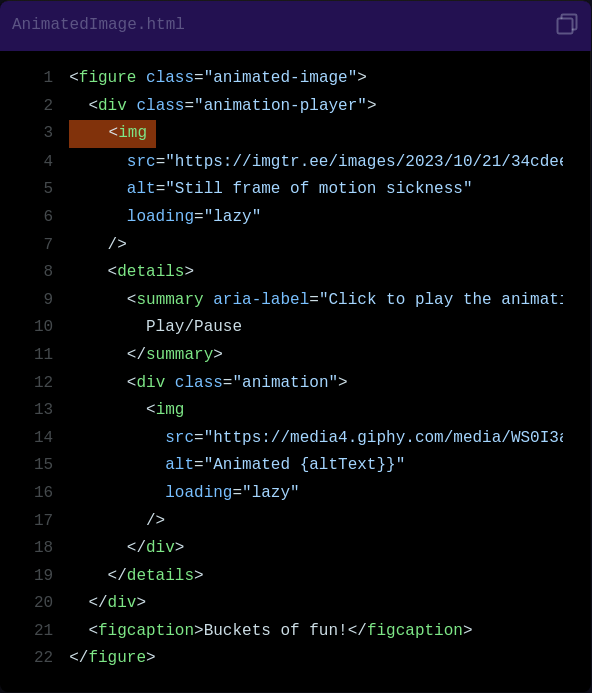 AnimatedImage.html
1 <figure class="animated-image">
2   <div class="animation-player">
3     <img
4       src="https://imgtr.ee/images/2023/10/21/34cdee
5       alt="Still frame of motion sickness"
6       loading="lazy"
7     />
8     <details>
9       <summary aria-label="Click to play the animati
10         Play/Pause
11       </summary>
12       <div class="animation">
13         <img
14           src="https://media4.giphy.com/media/WS0I3a
15           alt="Animated {altText}}"
16           loading="lazy"
17         />
18       </div>
19     </details>
20   </div>
21   <figcaption>Buckets of fun!</figcaption>
22 </figure>